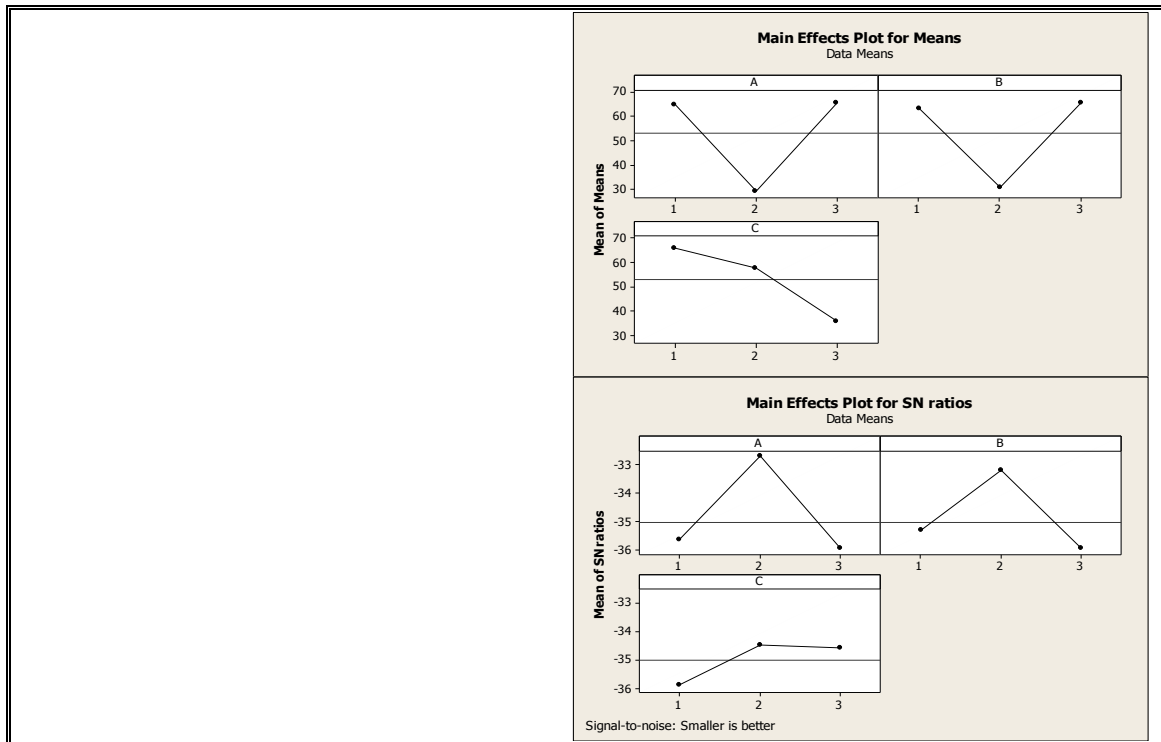 Main Effects Plot for Means
Data Means
A B
Mean of Means
70
60
50
40
30
1 2 3 1 2 3
C
70
60
50
40
30
1 2 3
Main Effects Plot for SN ratios
Data Means
A B
Mean of SN ratios
-33
-34
-35
-36
1 2 3 1 2 3
C
-33
-34
-35
-36
1 2 3
Signal-to-noise: Smaller is better